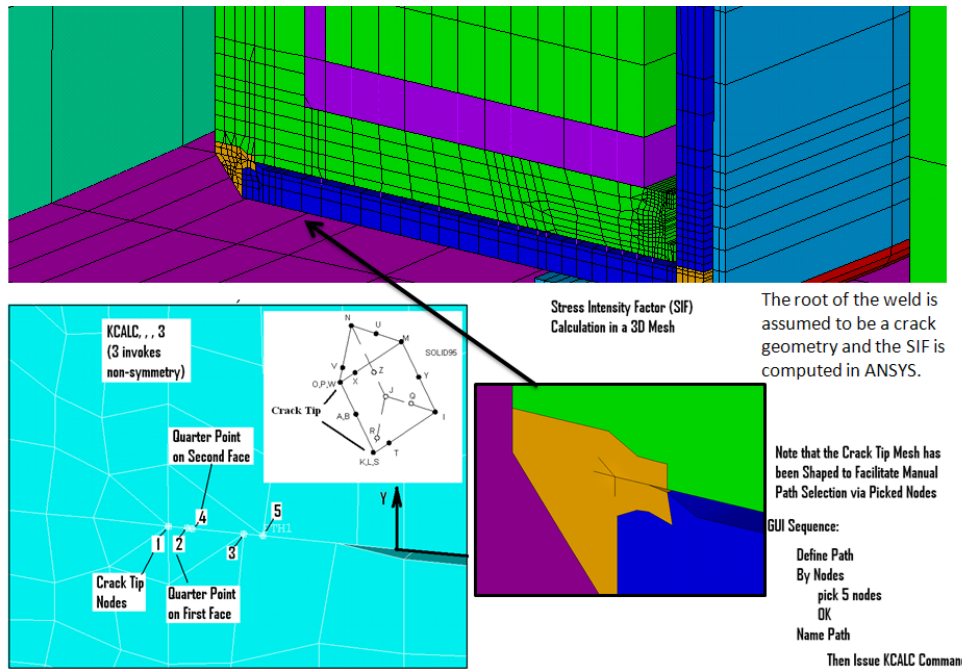 KCALC, , , 3
(3 invokes
non-symmetry)
N
U
M
SOLID95
V
X
Z
O,P,W
J
Y
Crack Tip
A,B
Q
I
R
T
K,L,S
Quarter Point
on Second Face
Y
4
5
1
2
3
Crack Tip
Nodes
Quarter Point
on First Face
Stress Intensity Factor (SIF)
Calculation in a 3D Mesh
The root of the weld is
assumed to be a crack
geometry and the SIF is
computed in ANSYS.
Note that the Crack Tip Mesh has
been Shaped to Facilitate Manual
Path Selection via Picked Nodes
GUI Sequence:
Define Path
By Nodes
pick 5 nodes
OK
Name Path
Then Issue KCALC Command